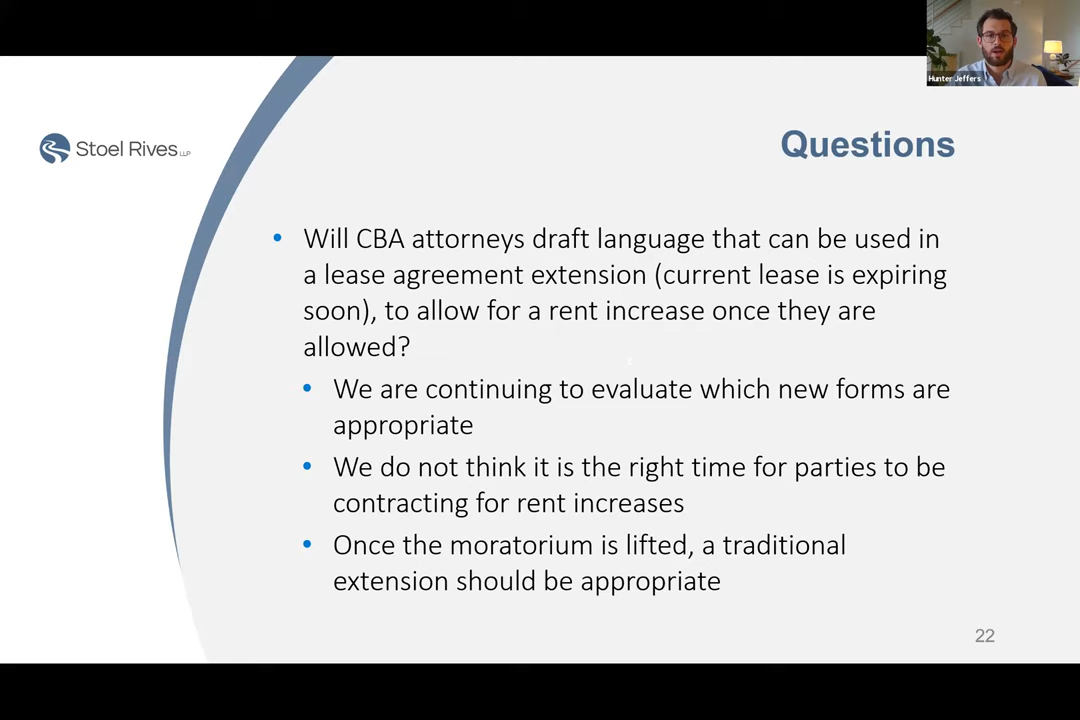 Hunter Jeffers
Stoel Rives LLP
Questions
• Will CBA attorneys draft language that can be used in
a lease agreement extension (current lease is expiring
soon), to allow for a rent increase once they are
allowed?
• We are continuing to evaluate which new forms are
appropriate
• We do not think it is the right time for parties to be
contracting for rent increases
• Once the moratorium is lifted, a traditional
extension should be appropriate
22